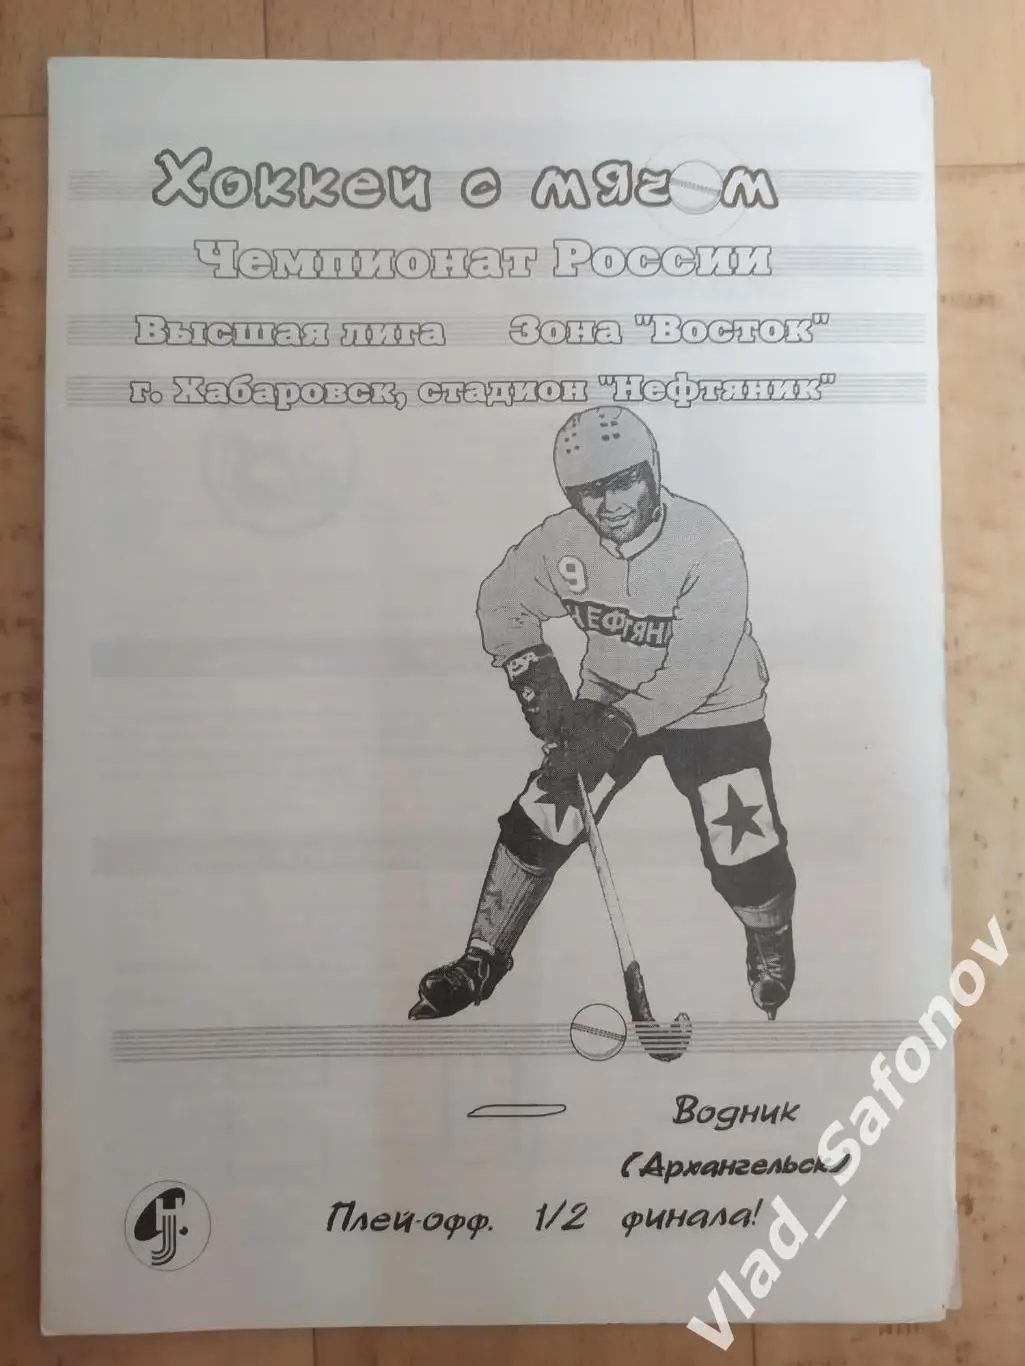 Хоккей с мячом
Чемпионат России
Высшая лига Зона "Восток"
г. Хабаровск, стадион "Нефтяник"
9
НЕФТЯН
— Водник
(Архангельск)
Плей-офф. 1/2 финала!
Vlad_Safonov